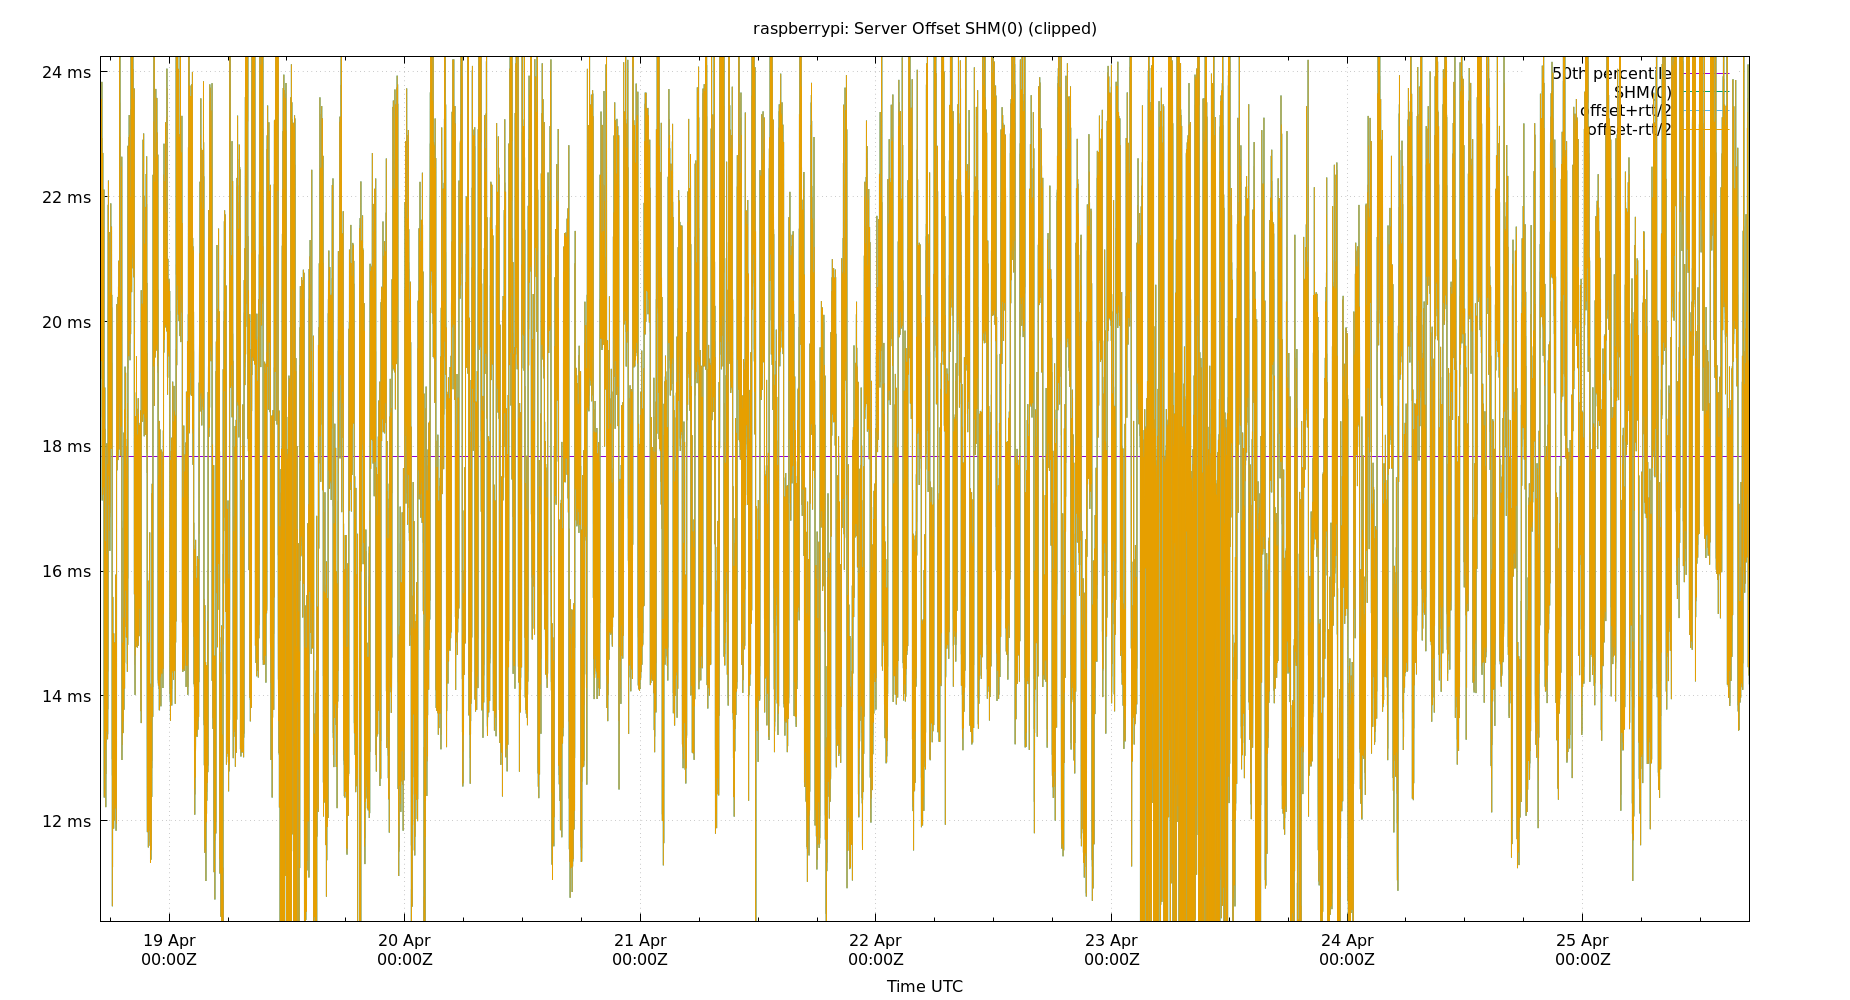 raspberrypi: Server Offset SHM(0) (clipped)
24 ms
22 ms
20 ms
18 ms
16 ms
14 ms
12 ms
50th percentile
SHM(0)
offset+rtt/2
offset-rtt/2
19 Apr 20 Apr 21 Apr 22 Apr 23 Apr 24 Apr 25 Apr
00:00Z 00:00Z 00:00Z 00:00Z 00:00Z 00:00Z 00:00Z
Time UTC